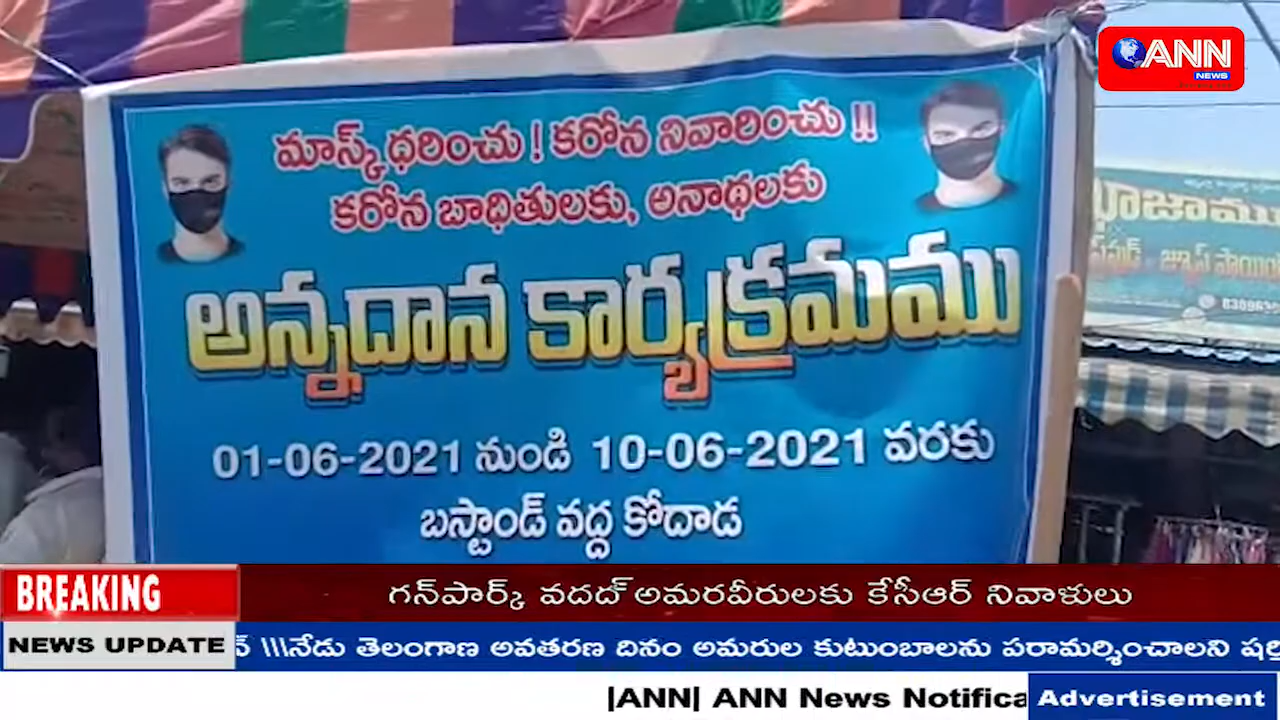 ANN
NEWS
మాస్క్ ధరించు ! కరోన నివారించు !!
కరోన బాధితులకు, అనాథలకు
అన్నదాన కార్యక్రమము
01-06-2021 నుండి 10-06-2021 వరకు
బస్టాండ్ వద్ద కోదాడ
జ్యూస్
BREAKING
గన్‌పార్క్ వదద్ అమరవీరులకు కేసీఆర్ నివాళులు
NEWS UPDATE
\\\నేడు తెలంగాణ అవతరణ దినం అమరుల కుటుంబాలను పరామర్శించాలని
|ANN| ANN News Notifica
Advertisement